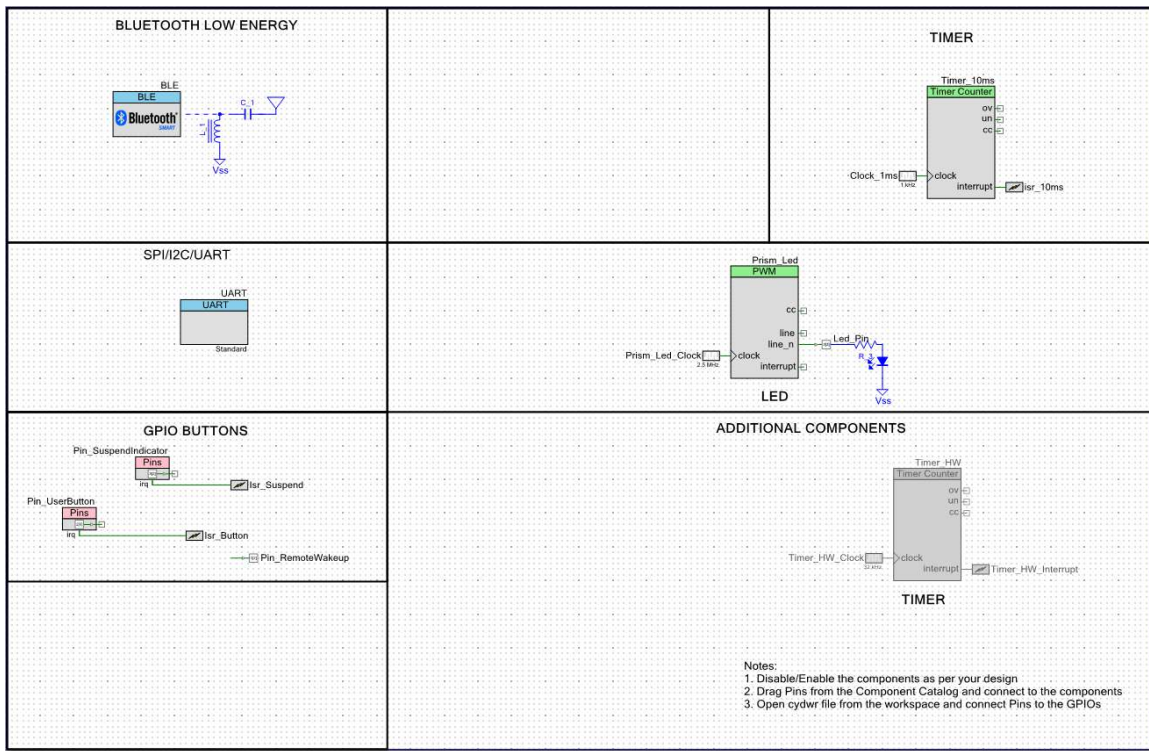 BLUETOOTH LOW ENERGY
BLE
BLE
Bluetooth
SMART
C_1
L_1
Vss
TIMER
Timer_10ms
Timer Counter
ov
un
cc
Clock_1ms
1 kHz
clock
interrupt
isr_10ms
SPI/I2C/UART
UART
UART
Standard
Prism_Led
PWM
cc
line
line_n
Led_Pin
Prism_Led_Clock
2.5 MHz
clock
R_3
interrupt
LED
Vss
GPIO BUTTONS
Pin_SuspendIndicator
Pins
irq
Isr_Suspend
Pin_UserButton
Pins
irq
Isr_Button
Pin_RemoteWakeup
ADDITIONAL COMPONENTS
Timer_HW
Timer Counter
ov
un
cc
Timer_HW_Clock
32 kHz
clock
interrupt
Timer_HW_Interrupt
TIMER
Notes:
1. Disable/Enable the components as per your design
2. Drag Pins from the Component Catalog and connect to the components
3. Open cydwr file from the workspace and connect Pins to the GPIOs